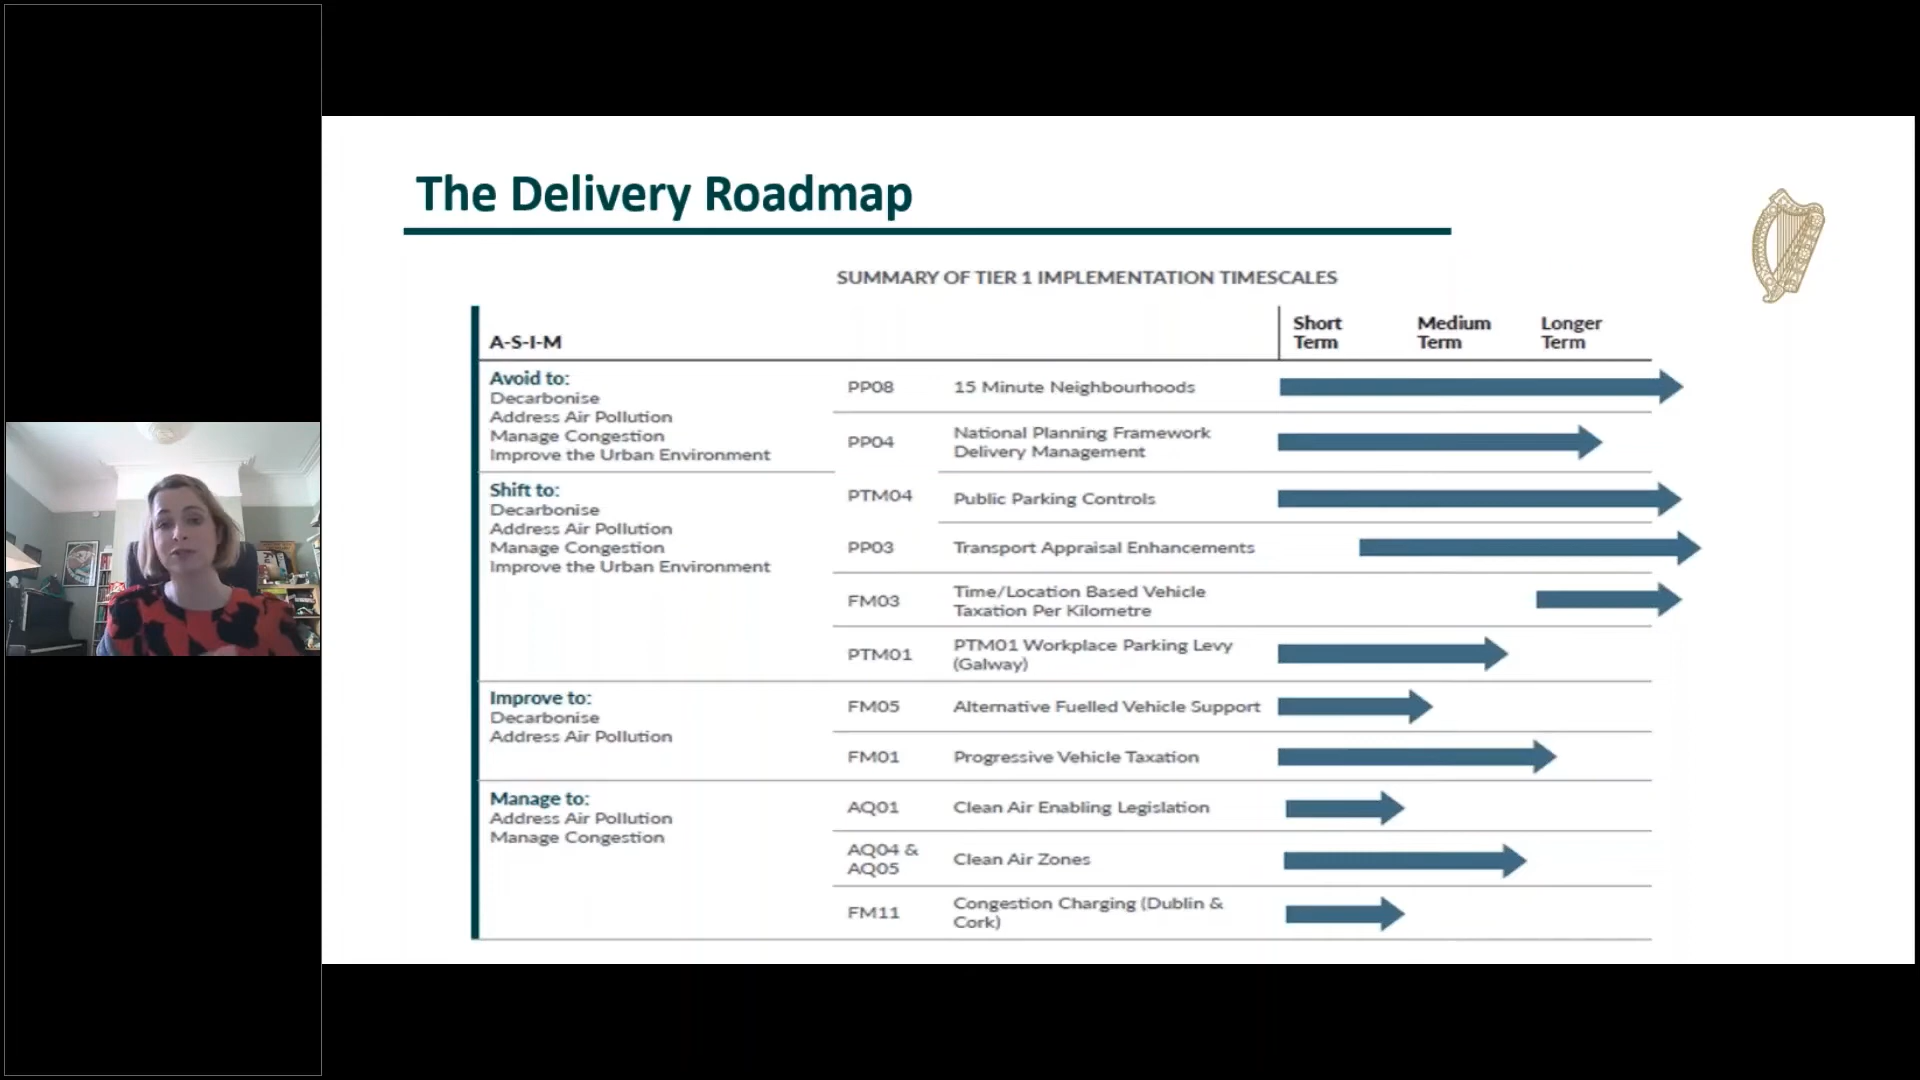 The Delivery Roadmap
SUMMARY OF TIER 1 IMPLEMENTATION TIMESCALES
A-S-I-M
Short
Term
Medium
Term
Longer
Term
Avoid to:
Decarbonise
Address Air Pollution
Manage Congestion
Improve the Urban Environment
PP08
15 Minute Neighbourhoods
PP04
National Planning Framework
Delivery Management
Shift to:
Decarbonise
Address Air Pollution
Manage Congestion
Improve the Urban Environment
PTM04
Public Parking Controls
PP03
Transport Appraisal Enhancements
FM03
Time/Location Based Vehicle
Taxation Per Kilometre
PTM01
PTM01 Workplace Parking Levy
(Galway)
Improve to:
Decarbonise
Address Air Pollution
FM05
Alternative Fuelled Vehicle Support
FM01
Progressive Vehicle Taxation
Manage to:
Address Air Pollution
Manage Congestion
AQ01
Clean Air Enabling Legislation
AQ04 &
AQ05
Clean Air Zones
FM11
Congestion Charging (Dublin &
Cork)